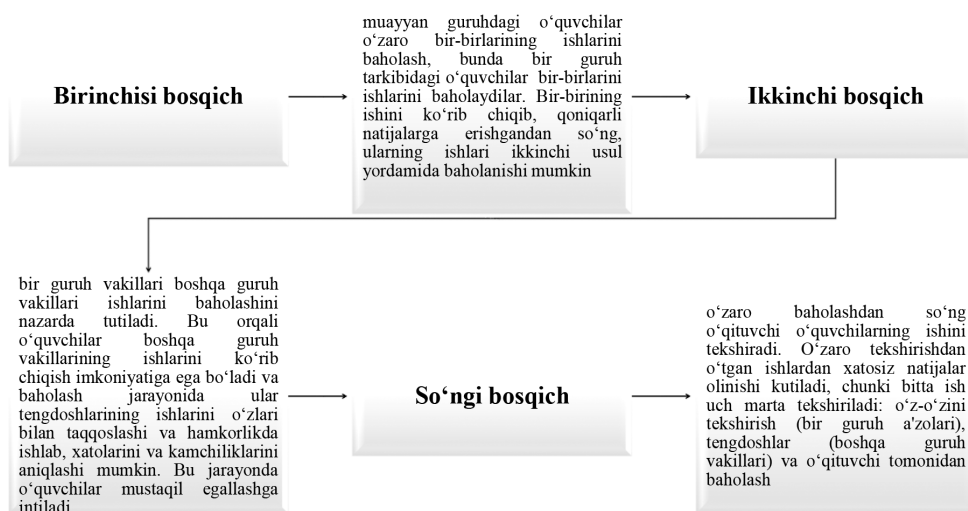 Birinchisi bosqich
muayyan guruhdagi o‘quvchilar
o‘zaro bir-birlarining ishlarini
baholash, bunda bir guruh
tarkibidagi o‘quvchilar bir-birlarini
ishlarini baholaydilar. Bir-birining
ishini ko‘rib chiqib, qoniqarli
natijalarga erishgandan so‘ng,
ularning ishlari ikkinchi usul
yordamida baholanishi mumkin
Ikkinchi bosqich
bir guruh vakillari boshqa guruh
vakillari ishlarini baholashini
nazarda tutiladi. Bu orqali
o‘quvchilar boshqa guruh
vakillarining ishlarini ko‘rib
chiqish imkoniyatiga ega bo‘ladi va
baholash jarayonida ular
tengdoshlarining ishlarini o‘zlari
bilan taqqoslashi va hamkorlikda
ishlab, xatolarini va kamchiliklarini
aniqlashi mumkin. Bu jarayonda
o‘quvchilar mustaqil egallashga
intiladi
So‘ngi bosqich
o‘zaro baholashdan so‘ng
o‘qituvchi o‘quvchilarning ishini
tekshiradi. O‘zaro tekshirishdan
o‘tgan ishlardan xatosiz natijalar
olinishi kutiladi, chunki bitta ish
uch marta tekshiriladi: o‘z-o‘zini
tekshirish (bir guruh a'zolari),
tengdoshlar (boshqa guruh
vakillari) va o‘qituvchi tomonidan
baholash